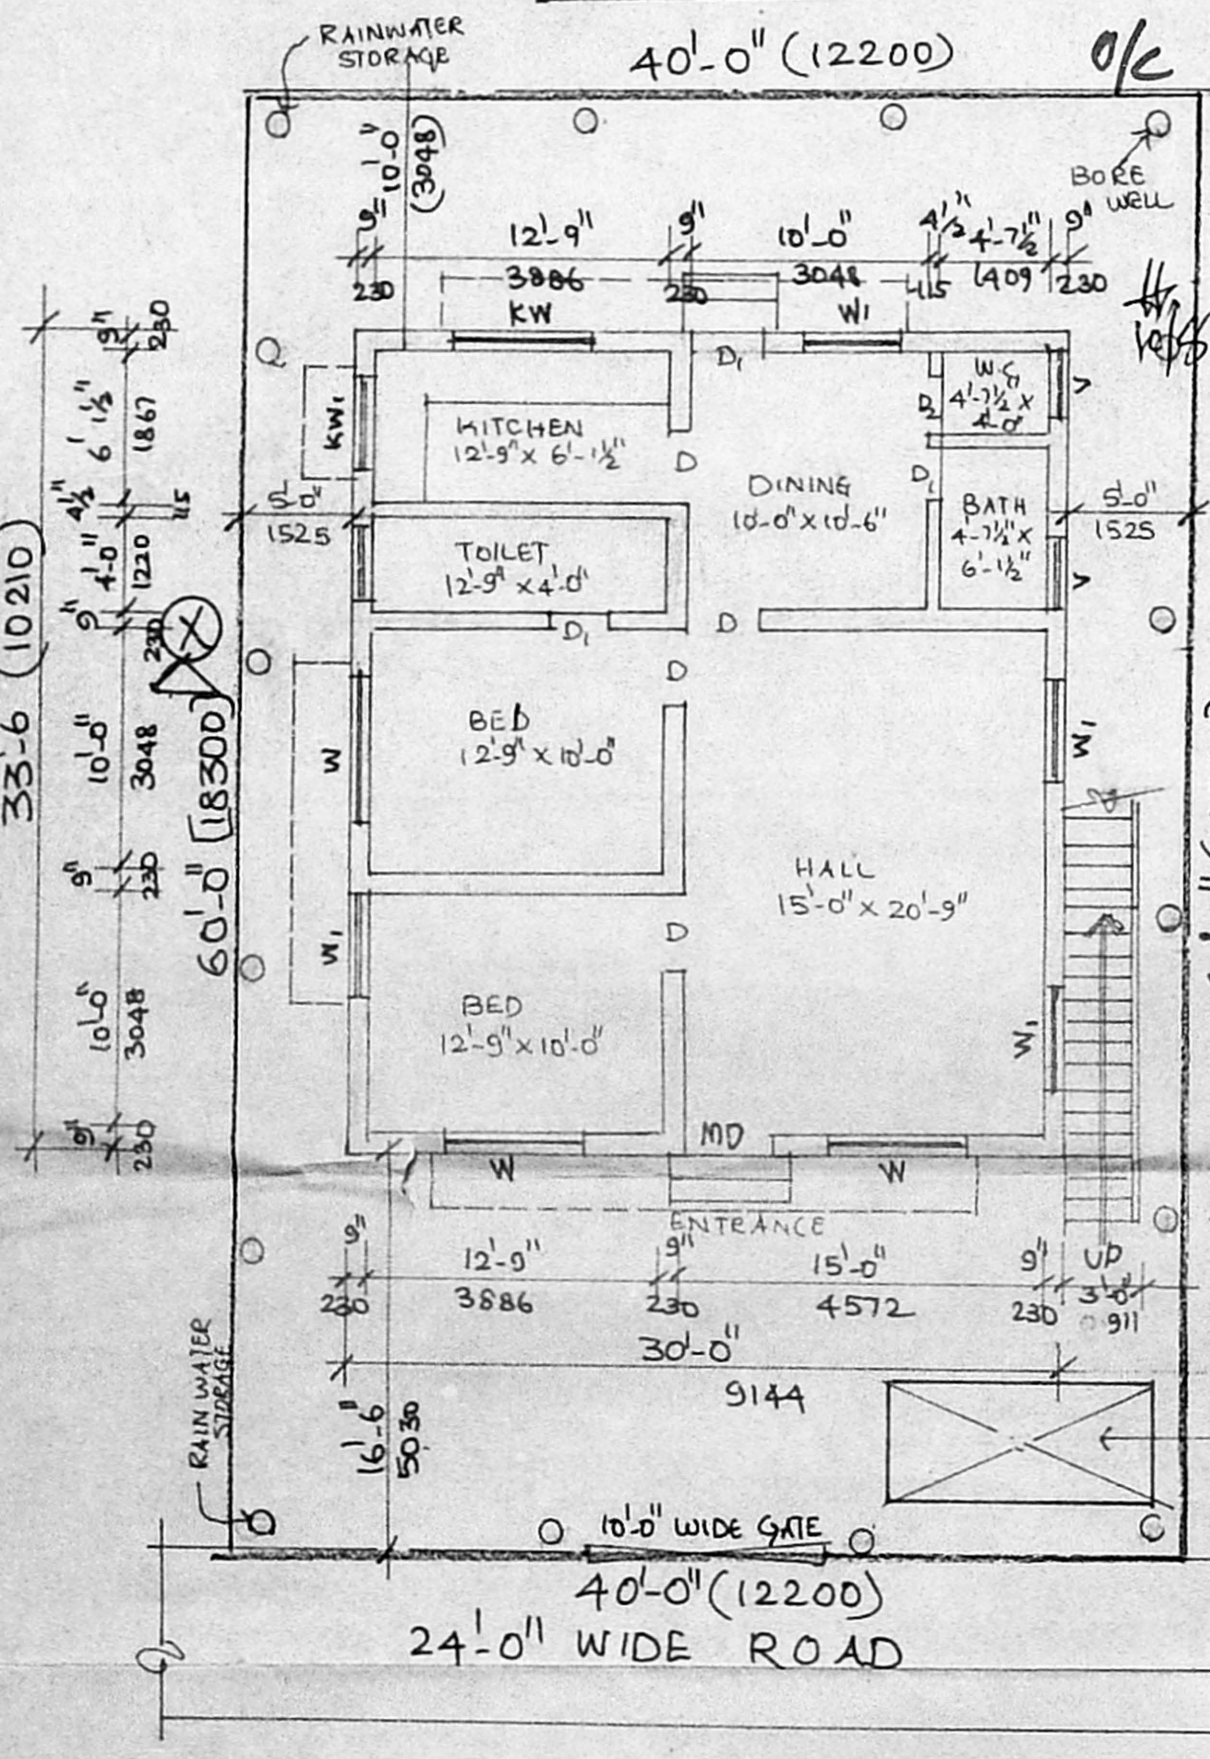 RAINWATER
STORAGE
40'-0" (12200)
O/C
BORE
WELL
10'-0"
(3048)
9" 12'-9" 9" 10'-0" 4½" 4'-7½" 9"
230 3886 230 3048 115 1409 230
KW W1
9"
230
6'1½"
1867
4½"
115
4'-0"
1220
9"
230
10'-0"
3048
9"
230
10'-0"
3048
9"
230
33'-6 (10210)
60'-0" [18300]
KW1
D1
W.C
4'-7½" X
4'-0"
D2
V
KITCHEN
12'-9" X 6'-1½"
D
DINING
10'-0" X 10'-6"
D1
BATH
4'-7½" X
6'-1½"
V
5'-0"
1525
5'-0"
1525
TOILET
12'-9" X 4'-0"
D1
D
D
BED
12'-9" X 10'-0"
W
W1
HALL
15'-0" X 20'-9"
D
W1
BED
12'-9" X 10'-0"
W1
MD
W W
ENTRANCE
9" 12'-9" 9" 15'-0" 9" UP
230 3886 230 4572 230 3'-0"
911
30'-0"
9144
16'-6"
5030
RAIN WATER
STORAGE
10'-0" WIDE GATE
40'-0" (12200)
24'-0" WIDE ROAD